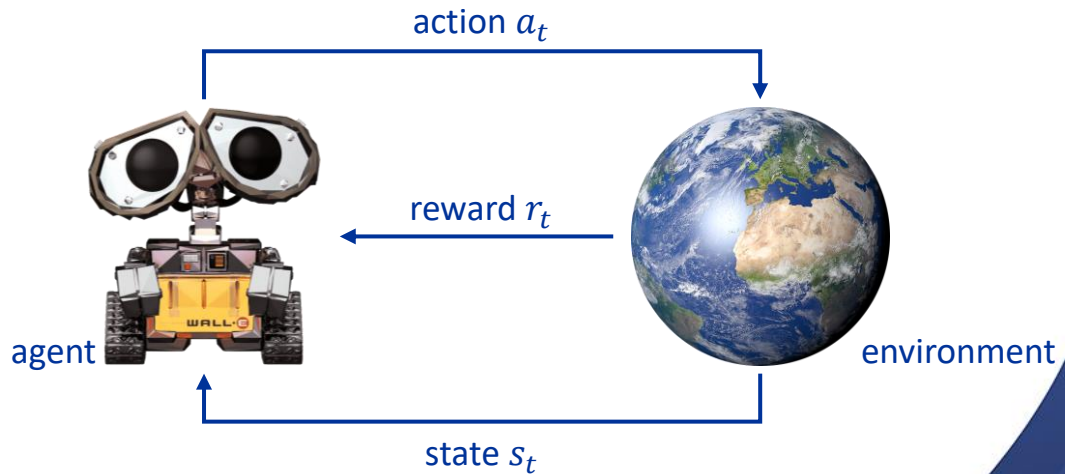 action a_t
reward r_t
WALL·E
agent
environment
state s_t